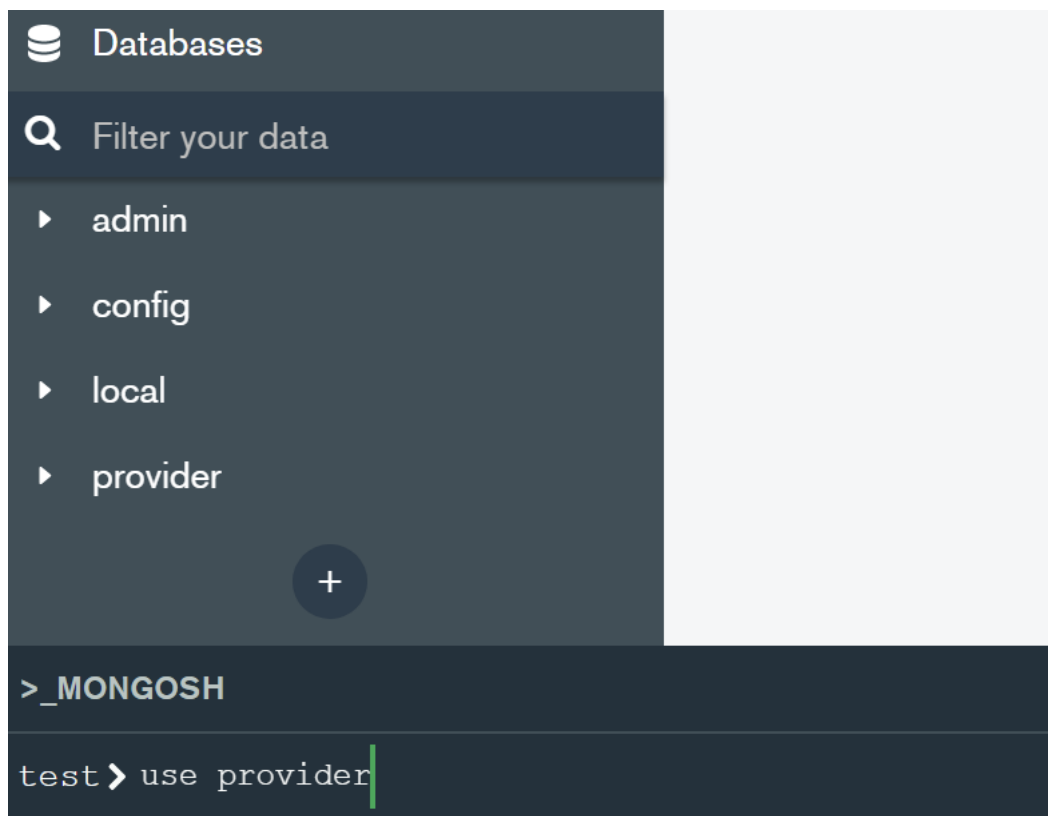 Databases
Filter your data
admin
config
local
provider
+
>_MONGOSH
test> use provider